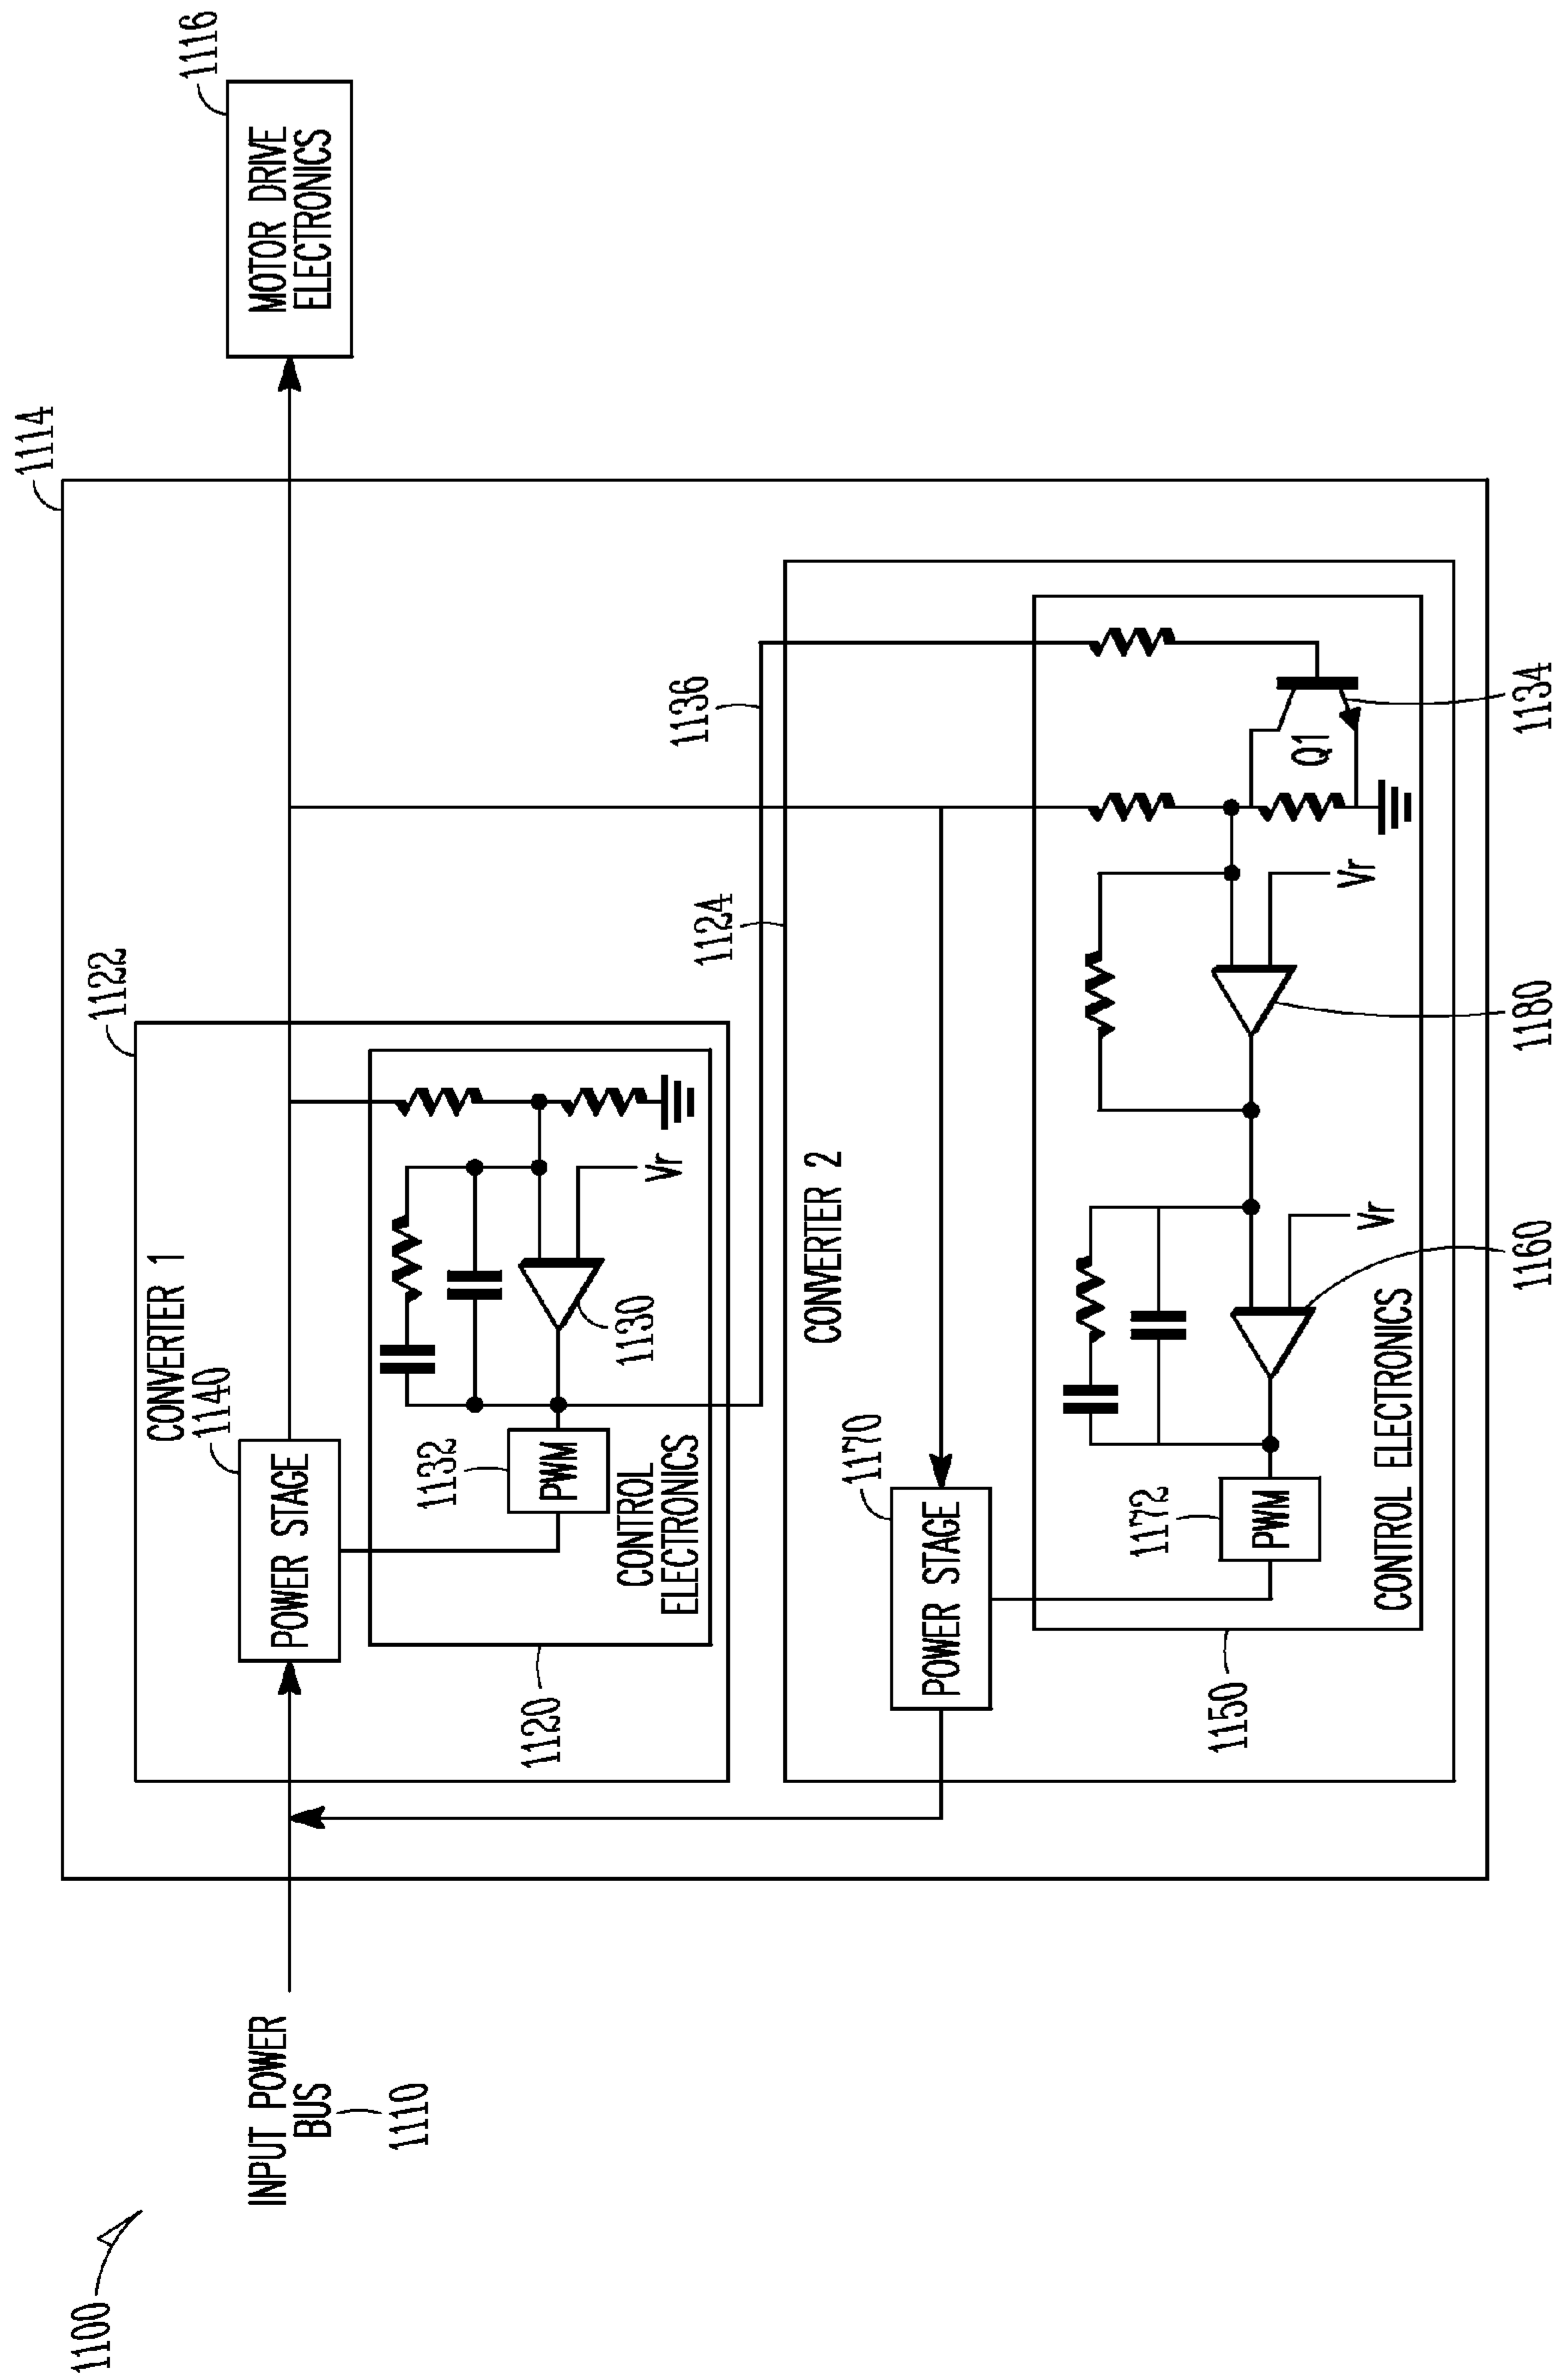 1100
INPUT POWER
BUS
1110
1114
1122
CONVERTER 1
1140
POWER STAGE
1132
PWM
1130
Vr
CONTROL
ELECTRONICS
1120
1116
MOTOR DRIVE
ELECTRONICS
1136
1124
CONVERTER 2
1170
POWER STAGE
1172
PWM
Vr
1160
Vr
1180
Q1
1134
CONTROL ELECTRONICS
1150